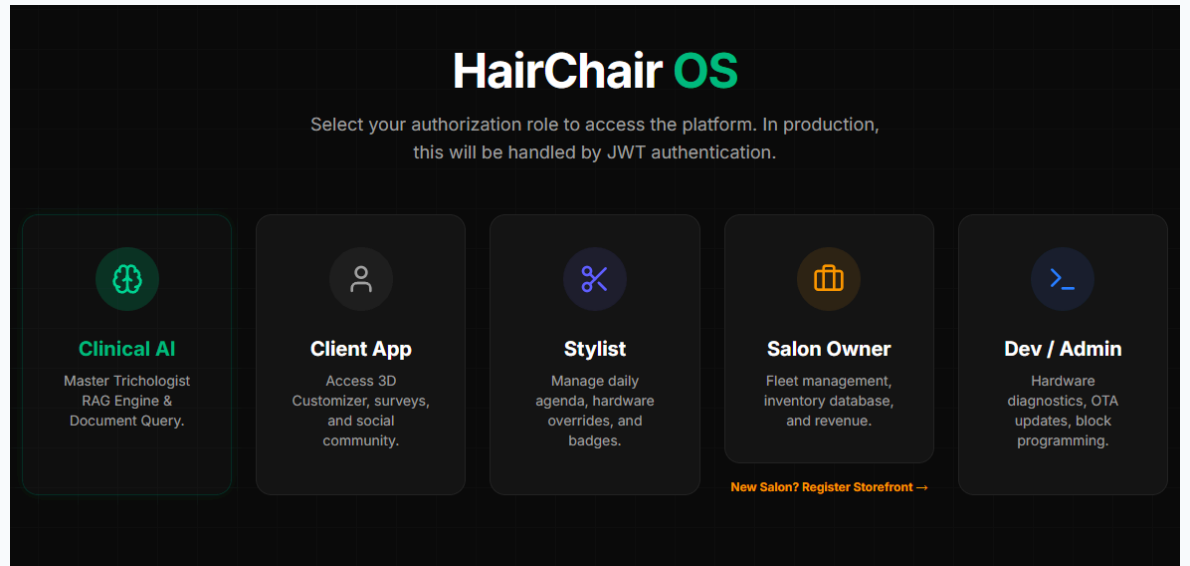 HairChair OS
Select your authorization role to access the platform. In production,
this will be handled by JWT authentication.
Clinical AI
Master Trichologist
RAG Engine &
Document Query.
Client App
Access 3D
Customizer, surveys,
and social
community.
Stylist
Manage daily
agenda, hardware
overrides, and
badges.
Salon Owner
Fleet management,
inventory database,
and revenue.
New Salon? Register Storefront →
Dev / Admin
Hardware
diagnostics, OTA
updates, block
programming.